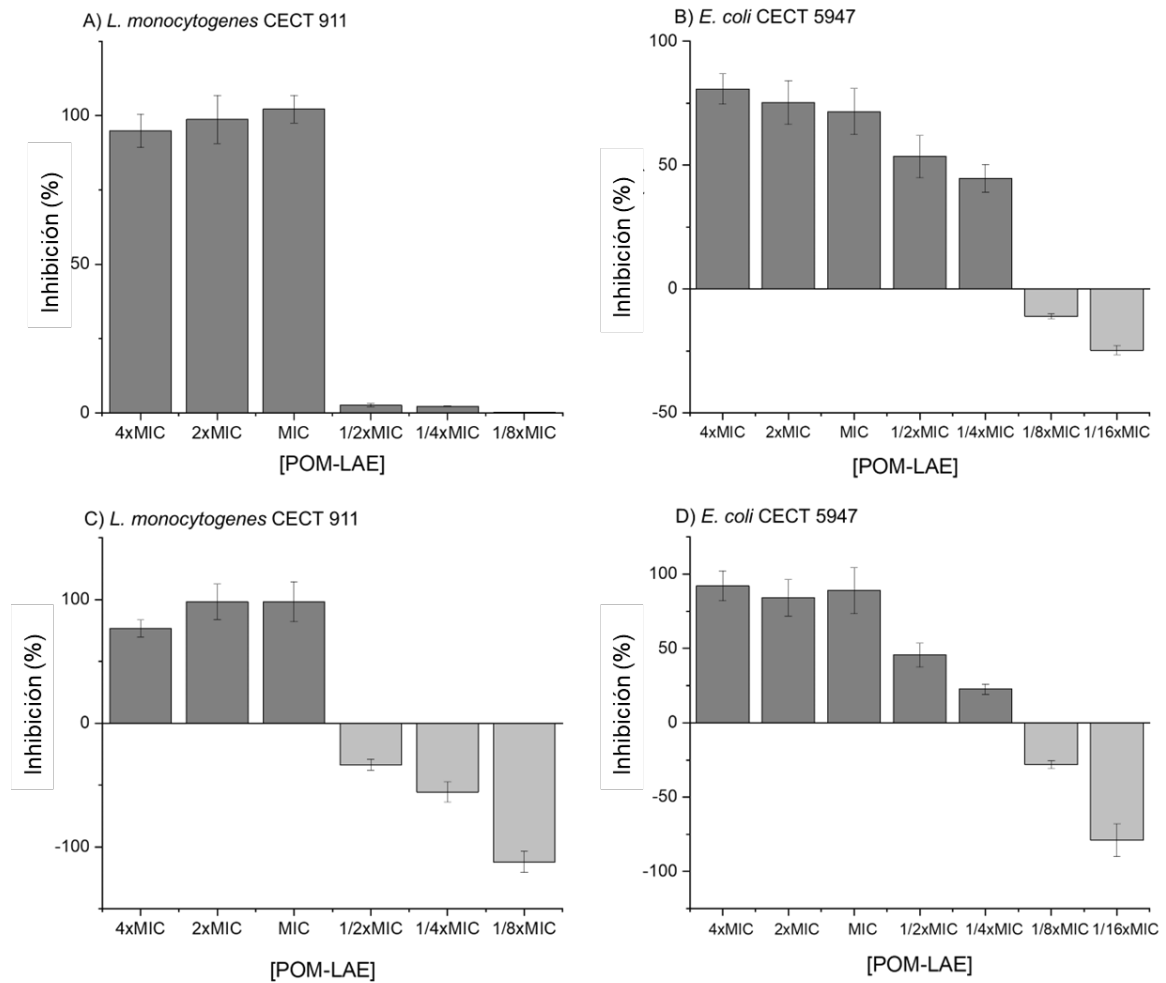 A) L. monocytogenes CECT 911
Inhibición (%)
100
50
0
4xMIC 2xMIC MIC 1/2xMIC 1/4xMIC 1/8xMIC
[POM-LAE]
B) E. coli CECT 5947
Inhibición (%)
100
50
0
-50
4xMIC 2xMIC MIC 1/2xMIC 1/4xMIC 1/8xMIC 1/16xMIC
[POM-LAE]
C) L. monocytogenes CECT 911
Inhibición (%)
100
0
-100
4xMIC 2xMIC MIC 1/2xMIC 1/4xMIC 1/8xMIC
[POM-LAE]
D) E. coli CECT 5947
Inhibición (%)
100
50
0
-50
-100
4xMIC 2xMIC MIC 1/2xMIC 1/4xMIC 1/8xMIC 1/16xMIC
[POM-LAE]